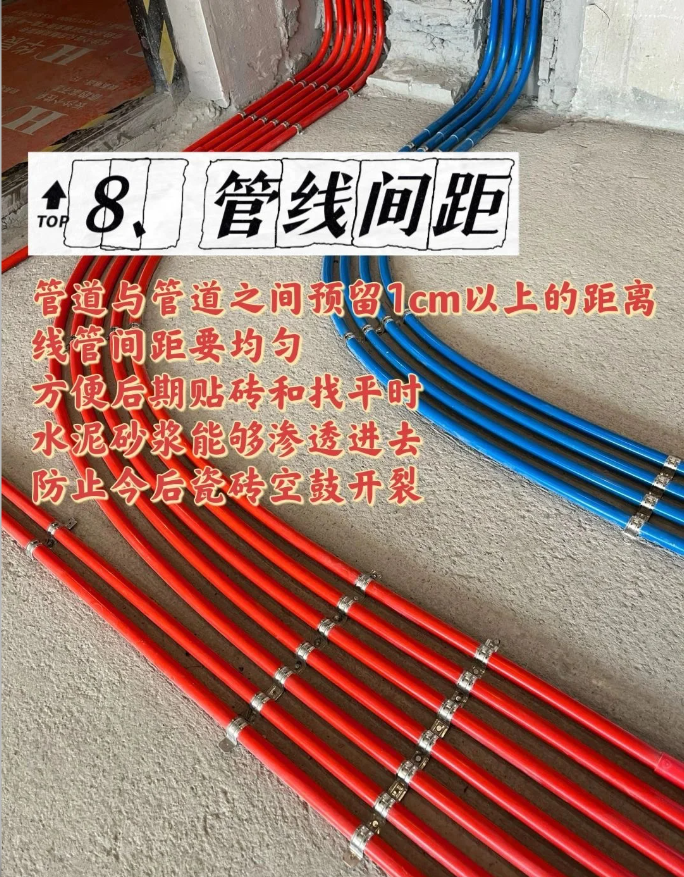 TOP
8、管线间距
管道与管道之间预留1cm以上的距离
线管间距要均匀
方便后期贴砖和找平时
水泥砂浆能够渗透进去
防止今后瓷砖空鼓开裂